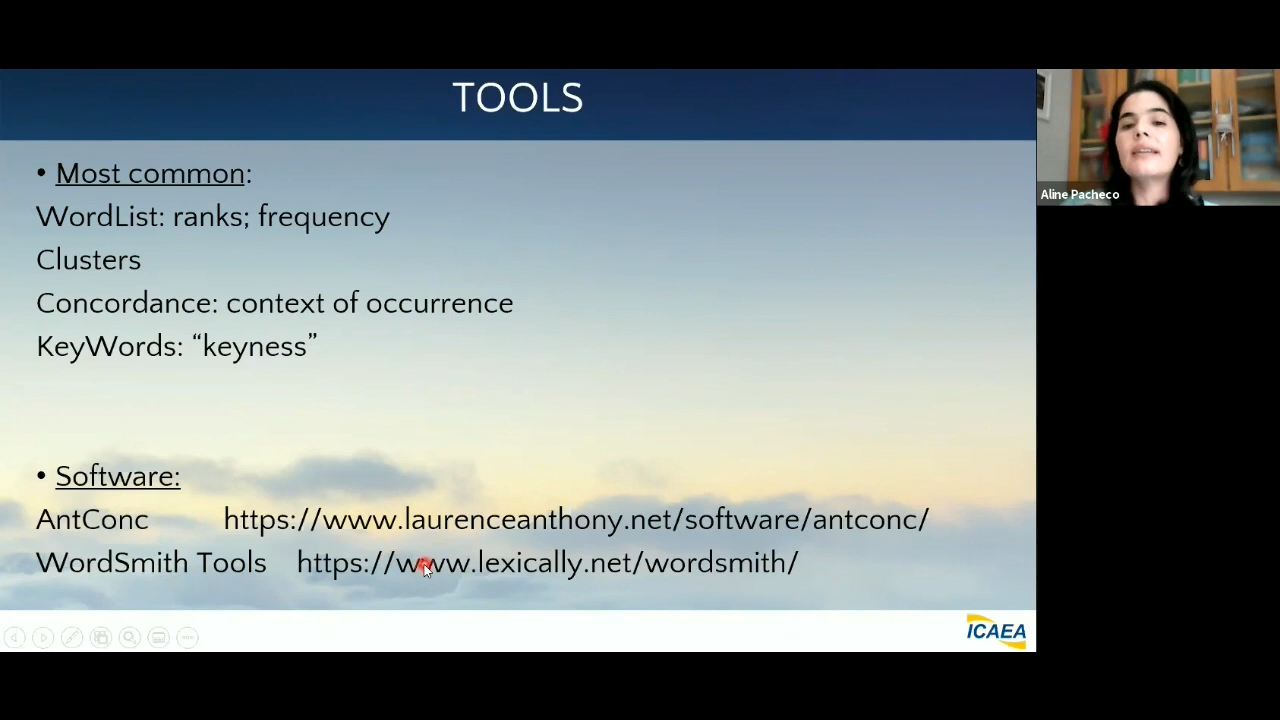 TOOLS
• Most common:
WordList: ranks; frequency
Clusters
Concordance: context of occurrence
KeyWords: “keyness”
• Software:
AntConc https://www.laurenceanthony.net/software/antconc/
WordSmith Tools https://www.lexically.net/wordsmith/
ICAEA
Aline Pacheco